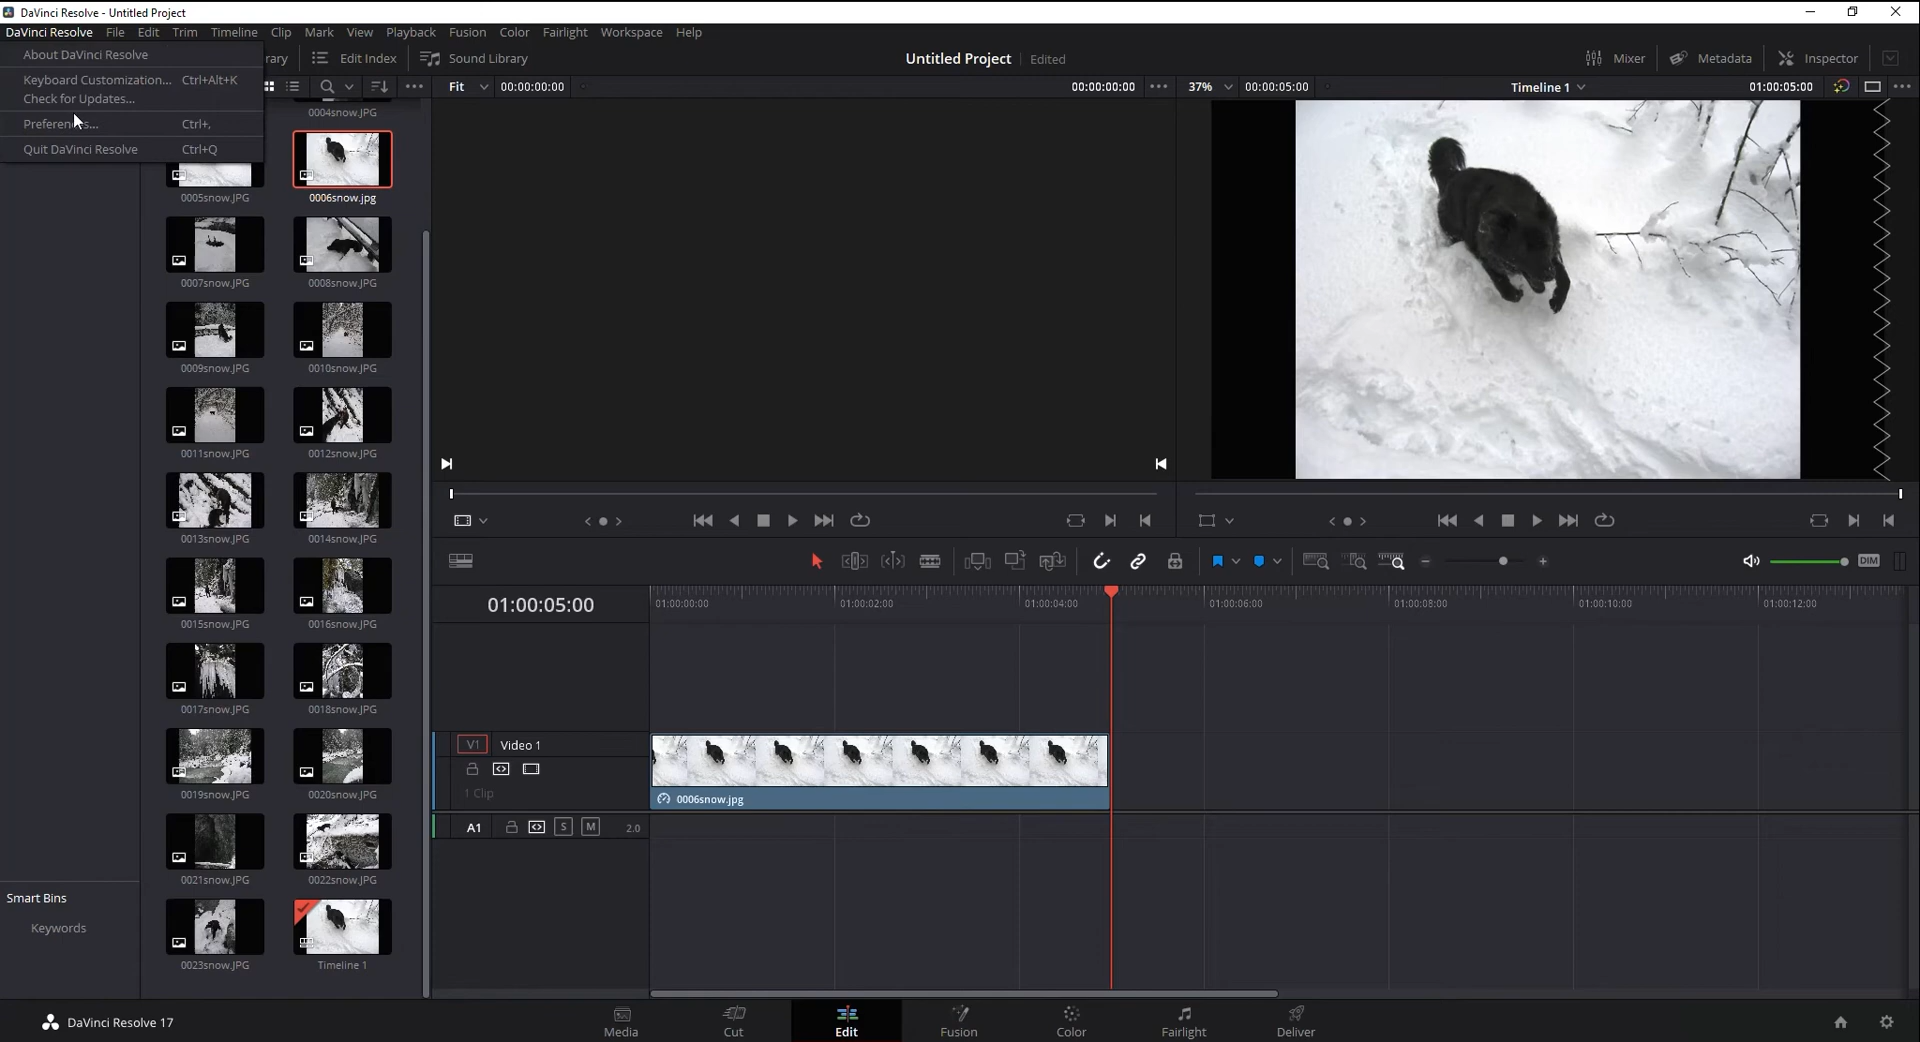 DaVinci Resolve - Untitled Project
DaVinci Resolve File Edit Trim Timeline Clip Mark View Playback Fusion Color Fairlight Workspace Help
About DaVinci Resolve
Keyboard Customization... Ctrl+Alt+K
Check for Updates...
Preferen s... Ctrl+,
Quit DaVinci Resolve Ctrl+Q
rary Edit Index Sound Library
Untitled Project Edited
Mixer Metadata Inspector
Fit 00:00:00:00 00:00:00:00
37% 00:00:05:00 Timeline 1 01:00:05:00
0004snow.JPG
0005snow.JPG 0006snow.jpg
0007snow.JPG 0008snow.JPG
0009snow.JPG 0010snow.JPG
0011snow.JPG 0012snow.JPG
0013snow.JPG 0014snow.JPG
0015snow.JPG 0016snow.JPG
0017snow.JPG 0018snow.JPG
0019snow.JPG 0020snow.JPG
0021snow.JPG 0022snow.JPG
0023snow.JPG Timeline 1
Smart Bins
Keywords
DIM
01:00:05:00
01:00:00:00 01:00:02:00 01:00:04:00 01:00:06:00 01:00:08:00 01:00:10:00 01:00:12:00
V1 Video 1
1 Clip
0006snow.jpg
A1 S M 2.0
DaVinci Resolve 17
Media Cut Edit Fusion Color Fairlight Deliver